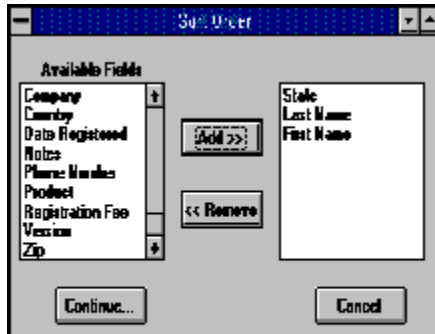 Sort Order
Available Fields
Company
Country
Date Registered
Notes
Phone Number
Product
Registration Fee
Version
Zip
Add >>
<< Remove
State
Last Name
First Name
Continue...
Cancel